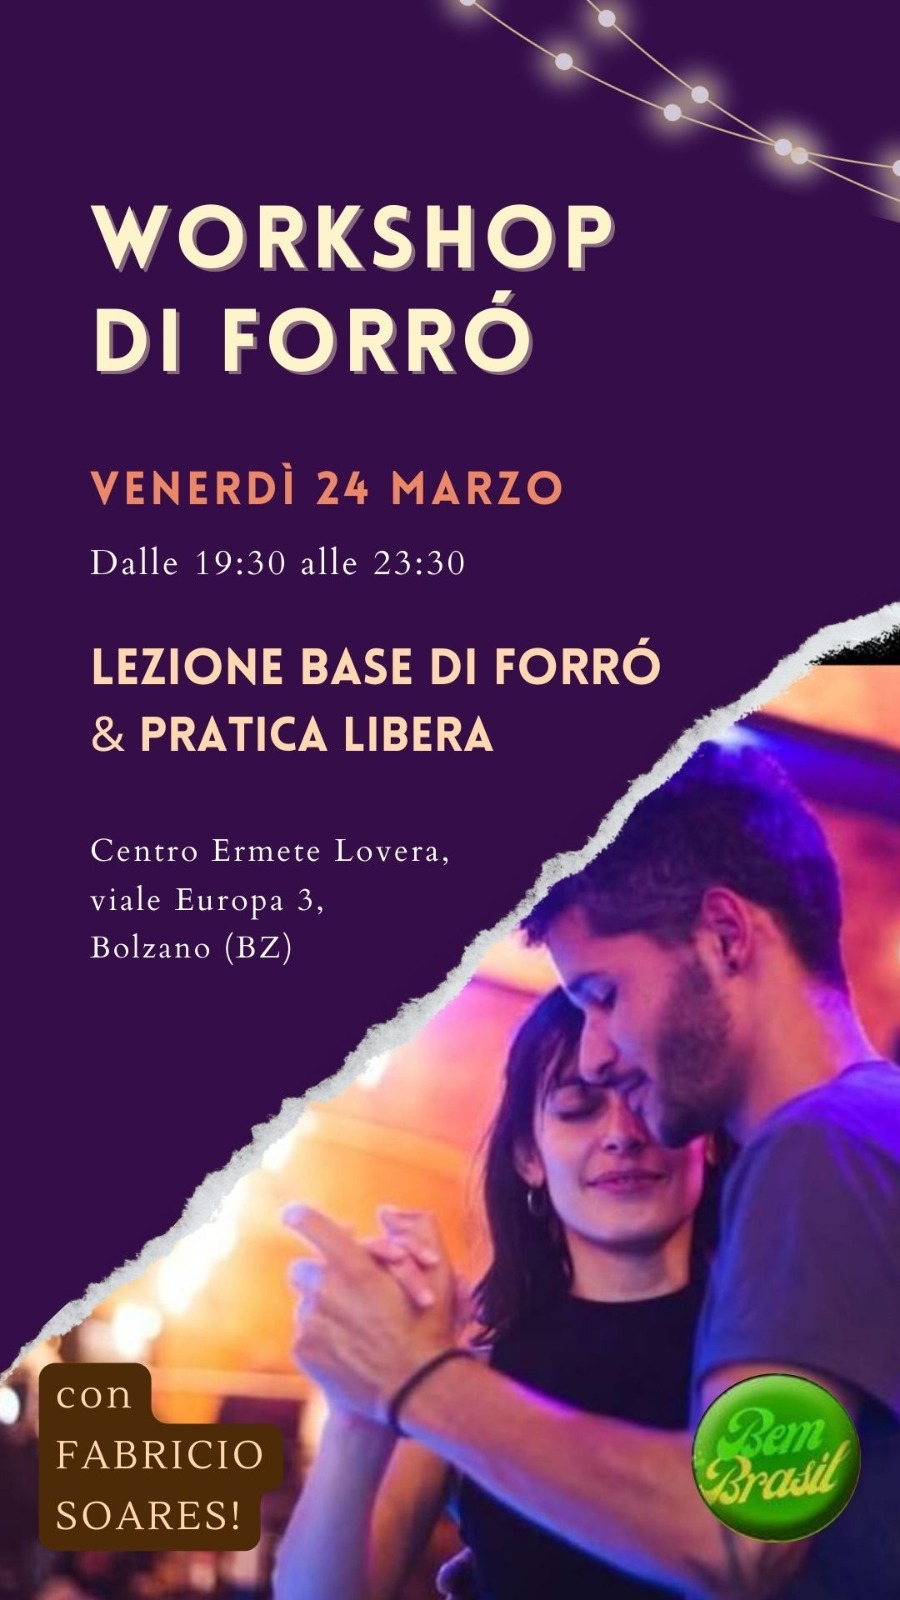 WORKSHOP
DI FORRÓ
VENERDÌ 24 MARZO
Dalle 19:30 alle 23:30
LEZIONE BASE DI FORRÓ
& PRATICA LIBERA
Centro Ermete Lovera,
viale Europa 3,
Bolzano (BZ)
con
FABRICIO
SOARES!
Bem
Brasil